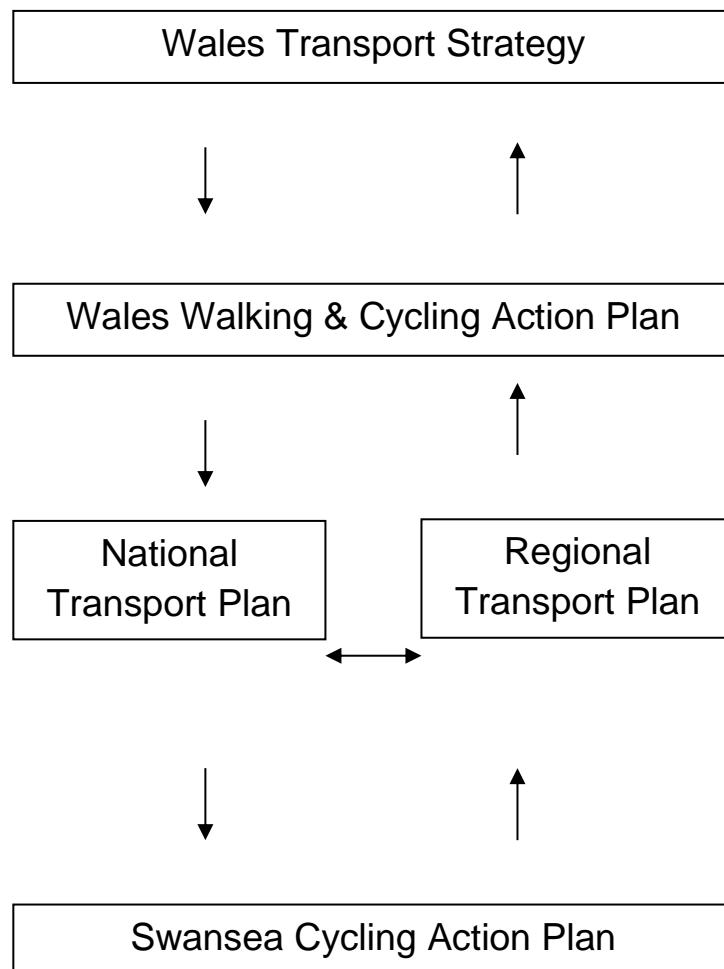 Wales Transport Strategy
Wales Walking & Cycling Action Plan
National
Transport Plan
Regional
Transport Plan
Swansea Cycling Action Plan